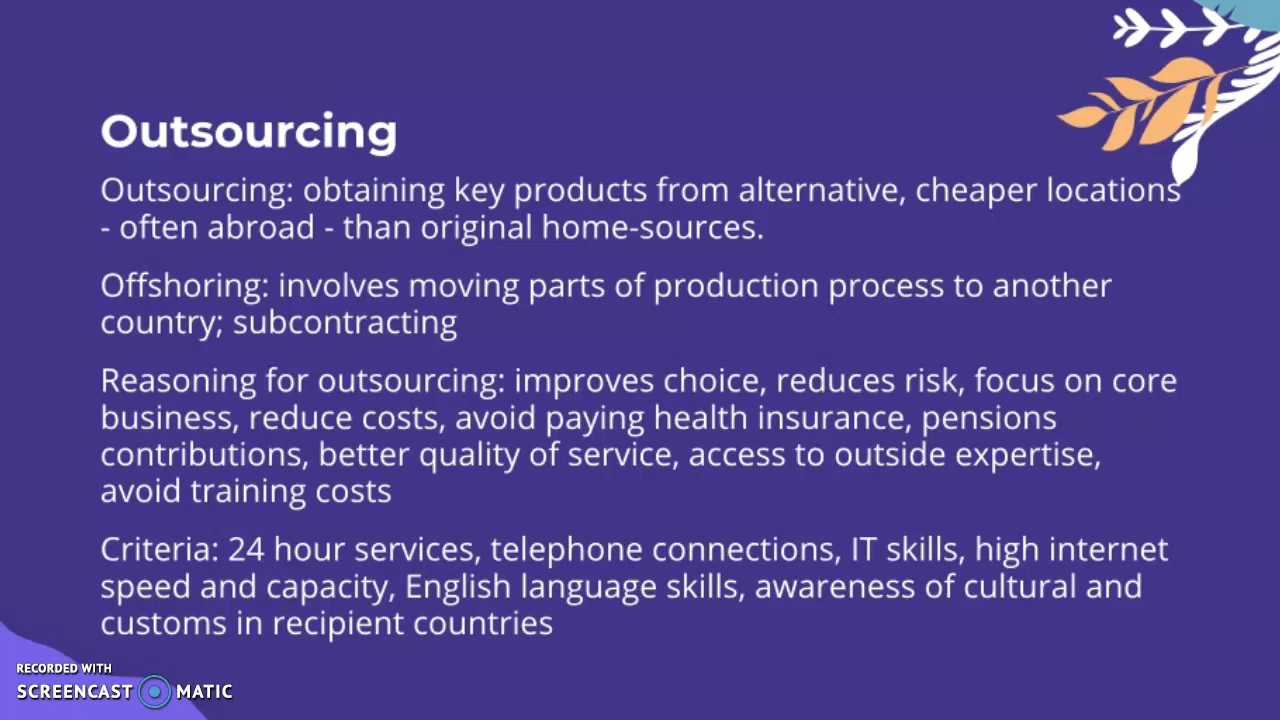 Outsourcing
Outsourcing: obtaining key products from alternative, cheaper locations
- often abroad - than original home-sources.
Offshoring: involves moving parts of production process to another
country; subcontracting
Reasoning for outsourcing: improves choice, reduces risk, focus on core
business, reduce costs, avoid paying health insurance, pensions
contributions, better quality of service, access to outside expertise,
avoid training costs
Criteria: 24 hour services, telephone connections, IT skills, high internet
speed and capacity, English language skills, awareness of cultural and
customs in recipient countries
RECORDED WITH
SCREENCAST MATIC